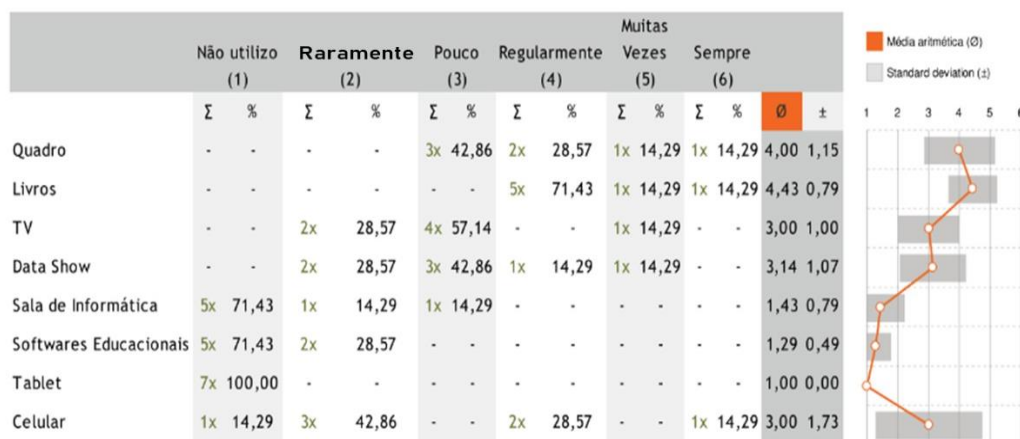 Muitas
Não utilizo Raramente Pouco Regularmente Vezes Sempre
(1) (2) (3) (4) (5) (6)
Σ % Σ % Σ % Σ % Σ % Σ % Ø ±
Quadro - - - - 3x 42,86 2x 28,57 1x 14,29 1x 14,29 4,00 1,15
Livros - - - - - - 5x 71,43 1x 14,29 1x 14,29 4,43 0,79
TV - - 2x 28,57 4x 57,14 - - 1x 14,29 - - 3,00 1,00
Data Show - - 2x 28,57 3x 42,86 1x 14,29 1x 14,29 - - 3,14 1,07
Sala de Informática 5x 71,43 1x 14,29 1x 14,29 - - - - - - 1,43 0,79
Softwares Educacionais 5x 71,43 2x 28,57 - - - - - - - - 1,29 0,49
Tablet 7x 100,00 - - - - - - - - - - 1,00 0,00
Celular 1x 14,29 3x 42,86 - - 2x 28,57 - - 1x 14,29 3,00 1,73
Média aritmética (Ø)
Standard deviation (±)
1 2 3 4 5 6